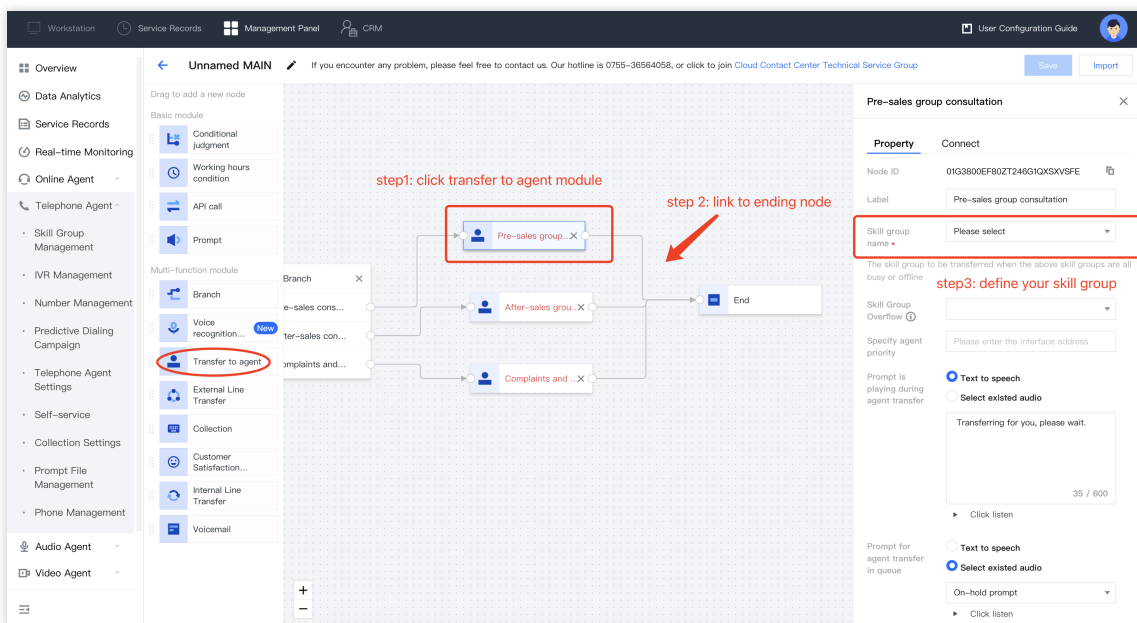 Workstation
Service Records
Management Panel
CRM
User Configuration Guide
Overview
Data Analytics
Service Records
Real-time Monitoring
Online Agent
Telephone Agent
Skill Group
Management
IVR Management
Number Management
Predictive Dialing
Campaign
Telephone Agent
Settings
Self-service
Collection Settings
Prompt File
Management
Phone Management
Audio Agent
Video Agent
Unnamed MAIN
If you encounter any problem, please feel free to contact us. Our hotline is 0755-36564058, or click to join Cloud Contact Center Technical Service Group
Save
Import
Drag to add a new node
Basic module
Conditional
judgment
Working hours
condition
API call
Prompt
Multi-function module
Branch
Voice
recognition...
New
Transfer to agent
External Line
Transfer
Collection
Customer
Satisfaction...
Internal Line
Transfer
Voicemail
step1: click transfer to agent module
step 2: link to ending node
Pre-sales group...
Branch
e-sales cons...
ter-sales con...
omplaints and...
After-sales grou...
Complaints and ...
End
+
−
Pre-sales group consultation
Property
Connect
Node ID
01G3800EF80ZT246G1QXSXVSFE
Label
Pre-sales group consultation
Skill group
name *
Please select
The skill group to be transferred when the above skill groups are all
busy or offline
step3: define your skill group
Skill Group
Overflow
Specify agent
priority
Please enter the interface address
Prompt is
playing during
agent transfer
Text to speech
Select existed audio
Transferring for you, please wait.
35 / 600
Click listen
Prompt for
agent transfer
in queue
Text to speech
Select existed audio
On-hold prompt
Click listen